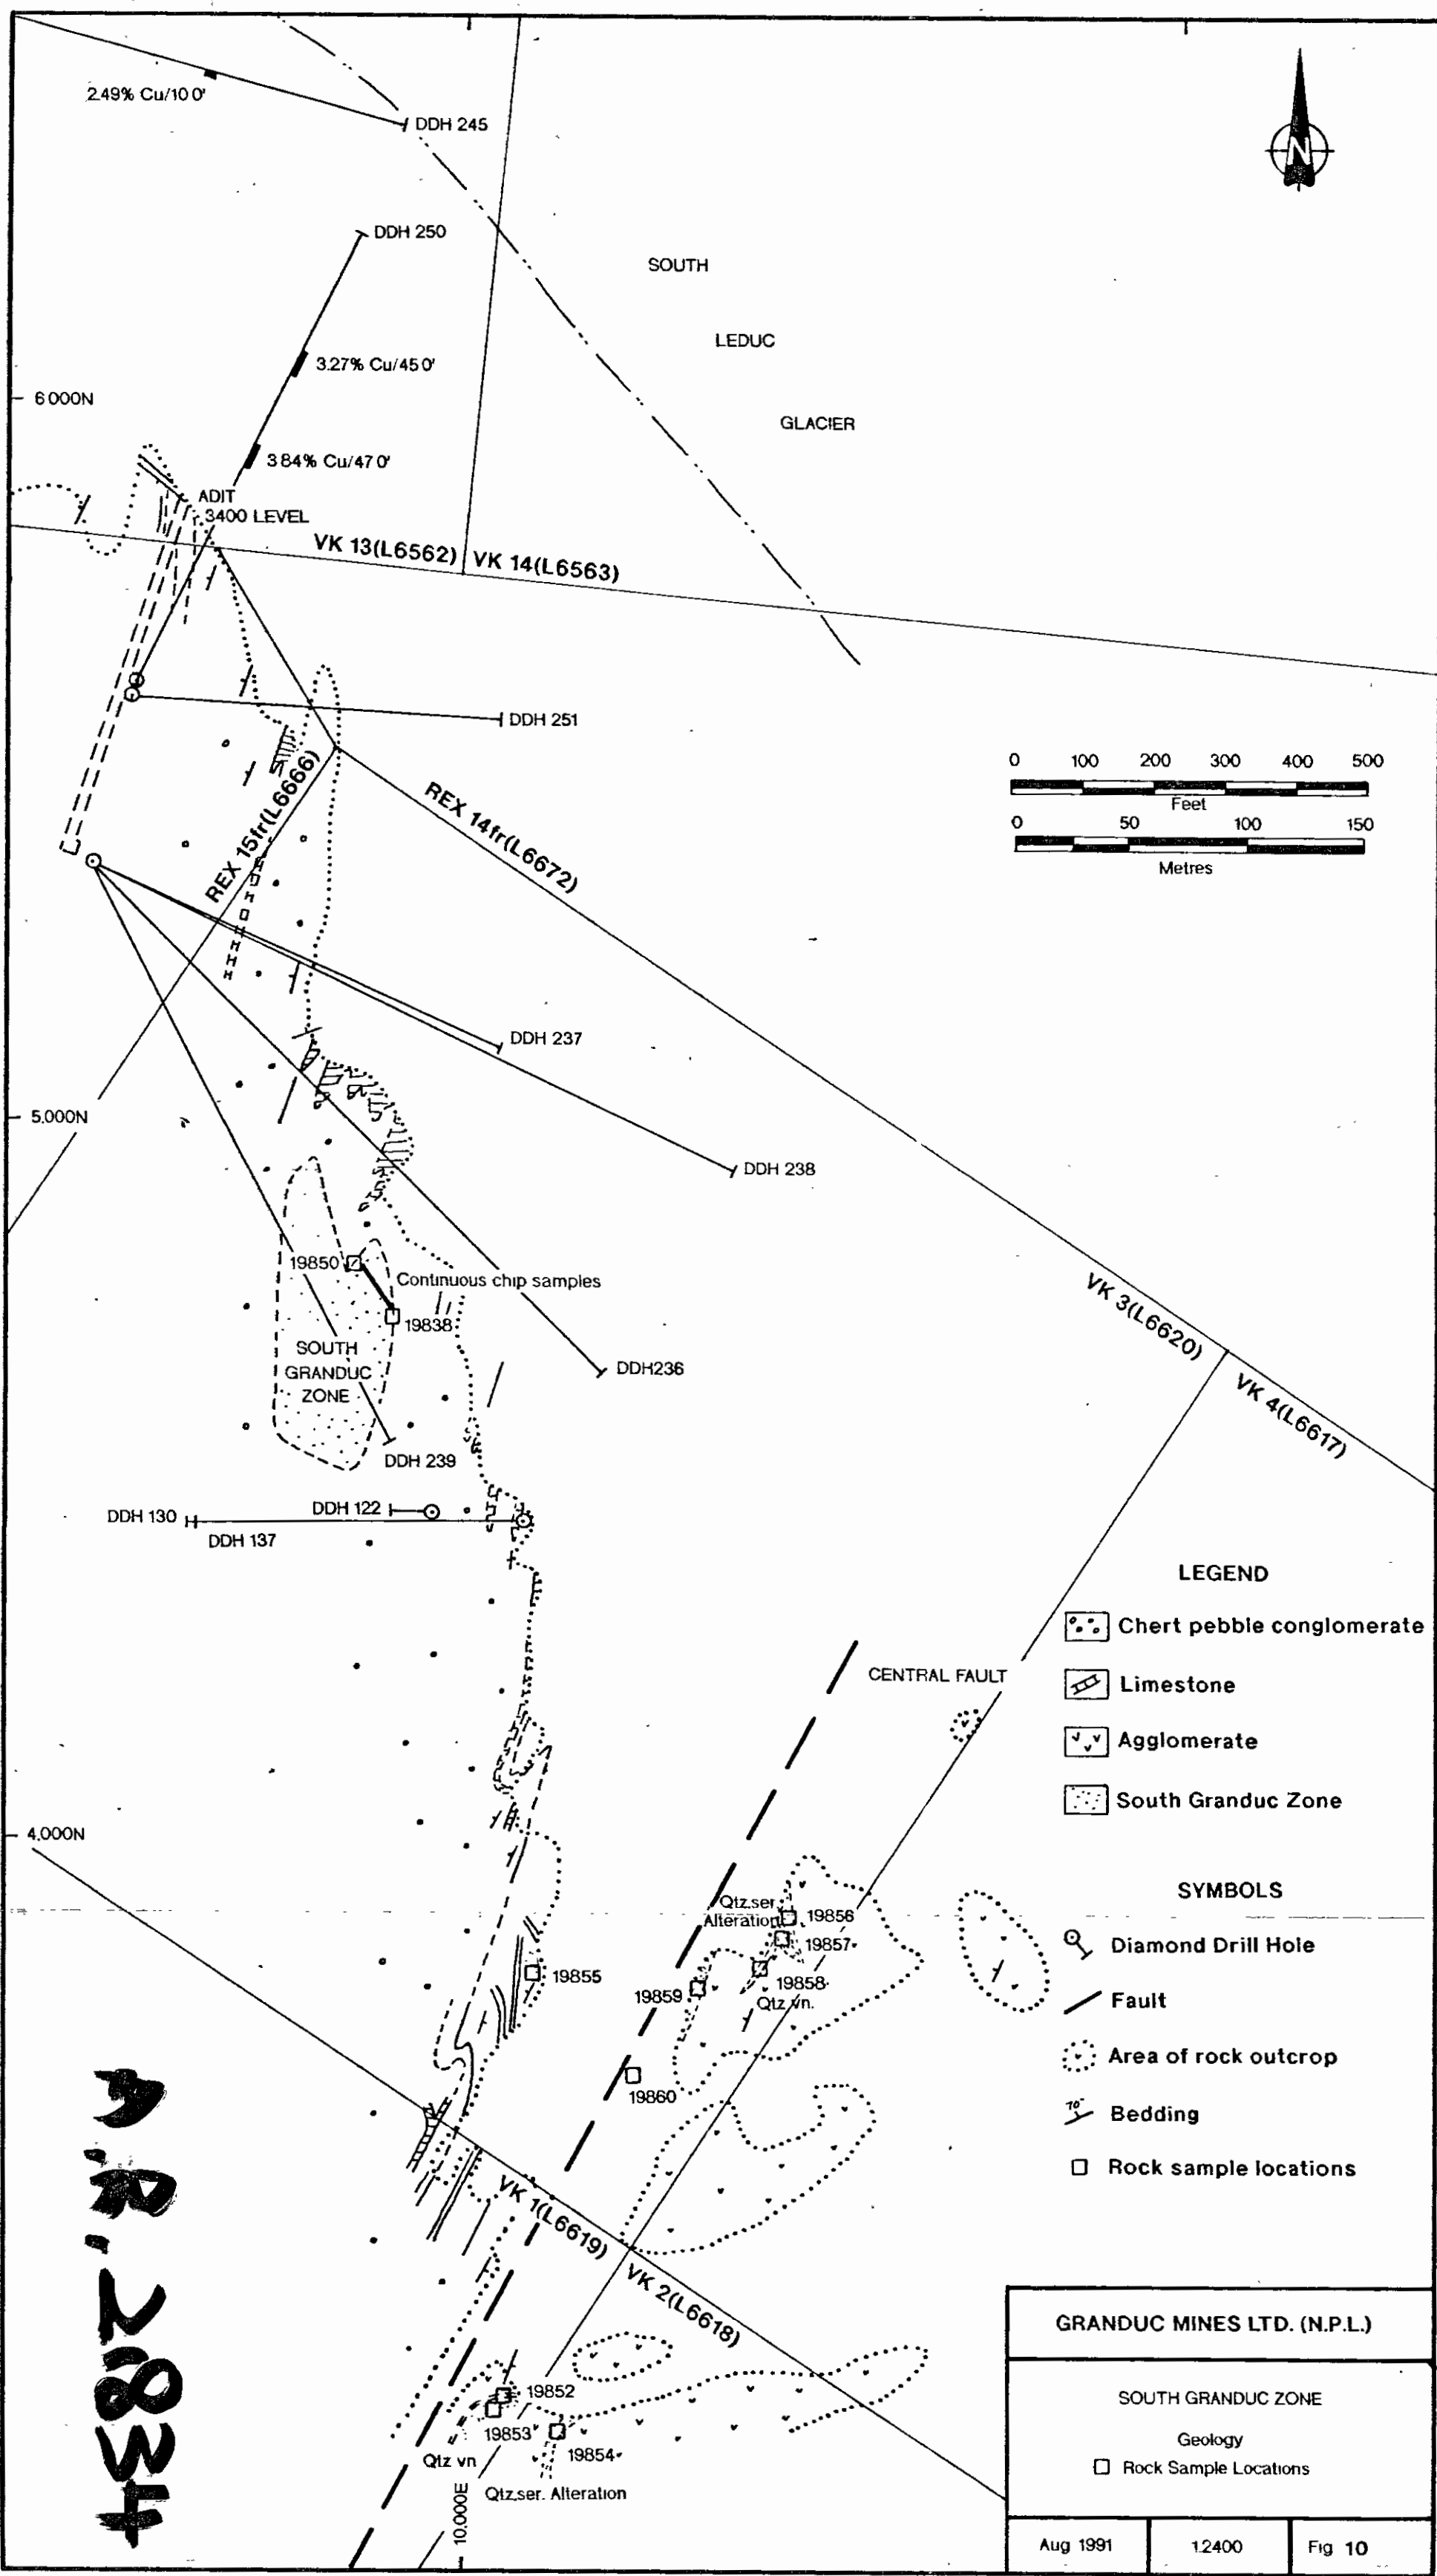 2.49% Cu/10 0'
DDH 245
N
DDH 250
SOUTH
LEDUC
GLACIER
3.27% Cu/45 0'
6 000N
3 84% Cu/47 0'
ADIT
3400 LEVEL
VK 13(L6562)
VK 14(L6563)
DDH 251
REX 15fr(L6666)
REX 14fr(L6672)
0 100 200 300 400 500
Feet
0 50 100 150
Metres
DDH 237
5,000N
DDH 238
19850
Continuous chip samples
19838
SOUTH
GRANDUC
ZONE
DDH236
VK 3(L6620)
VK 4(L6617)
DDH 239
DDH 130
DDH 122
DDH 137
CENTRAL FAULT
LEGEND
Chert pebble conglomerate
Limestone
Agglomerate
South Granduc Zone
4,000N
SYMBOLS
Diamond Drill Hole
Fault
Area of rock outcrop
70°
Bedding
Rock sample locations
Qtz.ser.
Alteration
19856
19857
19858
Qtz vn.
19859
19855
19860
VK 1(L6619)
VK 2(L6618)
19852
19853
19854
Qtz vn
Qtz.ser. Alteration
10,000E
A.R. 21834
GRANDUC MINES LTD. (N.P.L.)
SOUTH GRANDUC ZONE
Geology
Rock Sample Locations
Aug 1991
1:2400
Fig 10